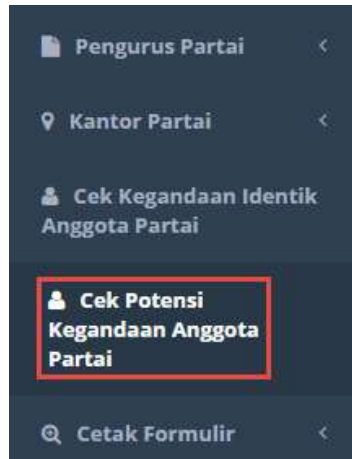 Pengurus Partai
Kantor Partai
Cek Kegandaan Identik
Anggota Partai
Cek Potensi
Kegandaan Anggota
Partai
Cetak Formulir